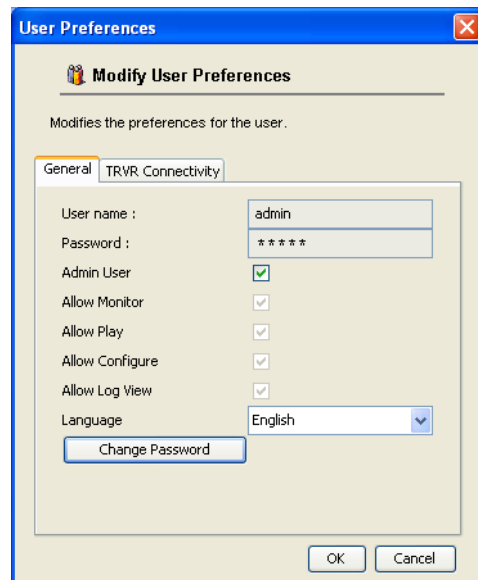 User Preferences
Modify User Preferences
Modifies the preferences for the user.
General TRVR Connectivity
User name : admin
Password : *****
Admin User
Allow Monitor
Allow Play
Allow Configure
Allow Log View
Language English
Change Password
OK Cancel